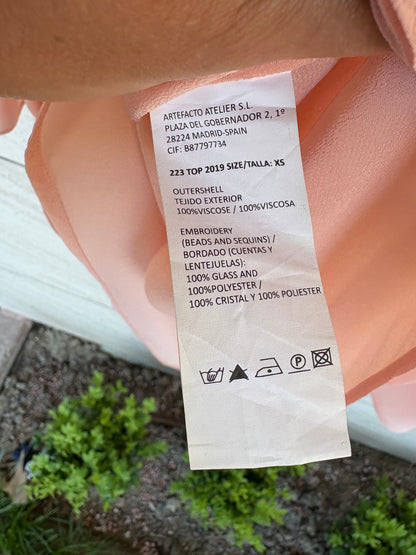 ARTEFACTO ATELIER S.L.
PLAZA DEL GOBERNADOR 2, 1º
28224 MADRID-SPAIN
CIF: B87797734
223 TOP 2019 SIZE/TALLA: XS
OUTERSHELL
TEJIDO EXTERIOR
100%VISCOSE / 100%VISCOSA
EMBROIDERY
(BEADS AND SEQUINS) /
BORDADO (CUENTAS Y
LENTEJUELAS):
100% GLASS AND
100%POLYESTER /
100% CRISTAL Y 100% POLIESTER
P